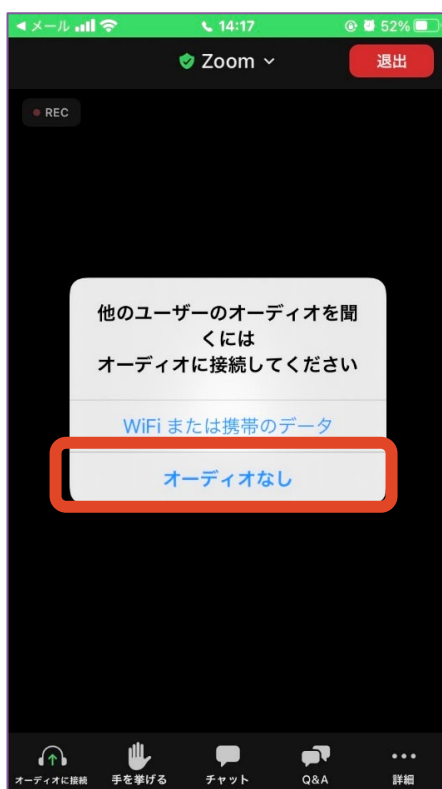 メール 14:17 52%
Zoom 退出
REC
他のユーザーのオーディオを聞
くには
オーディオに接続してください
WiFi または携帯のデータ
オーディオなし
オーディオに接続 手を挙げる チャット Q&A 詳細